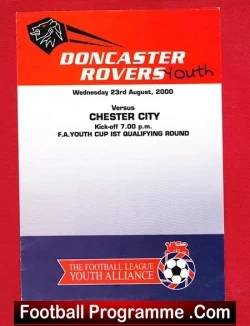 DONCASTER
ROVERS Youth
Wednesday 23rd August, 2000
Versus
CHESTER CITY
Kick-off 7.00 p.m.
F.A.YOUTH CUP IST QUALIFYING ROUND
THE FOOTBALL LEAGUE
YOUTH ALLIANCE
Football Programme .Com